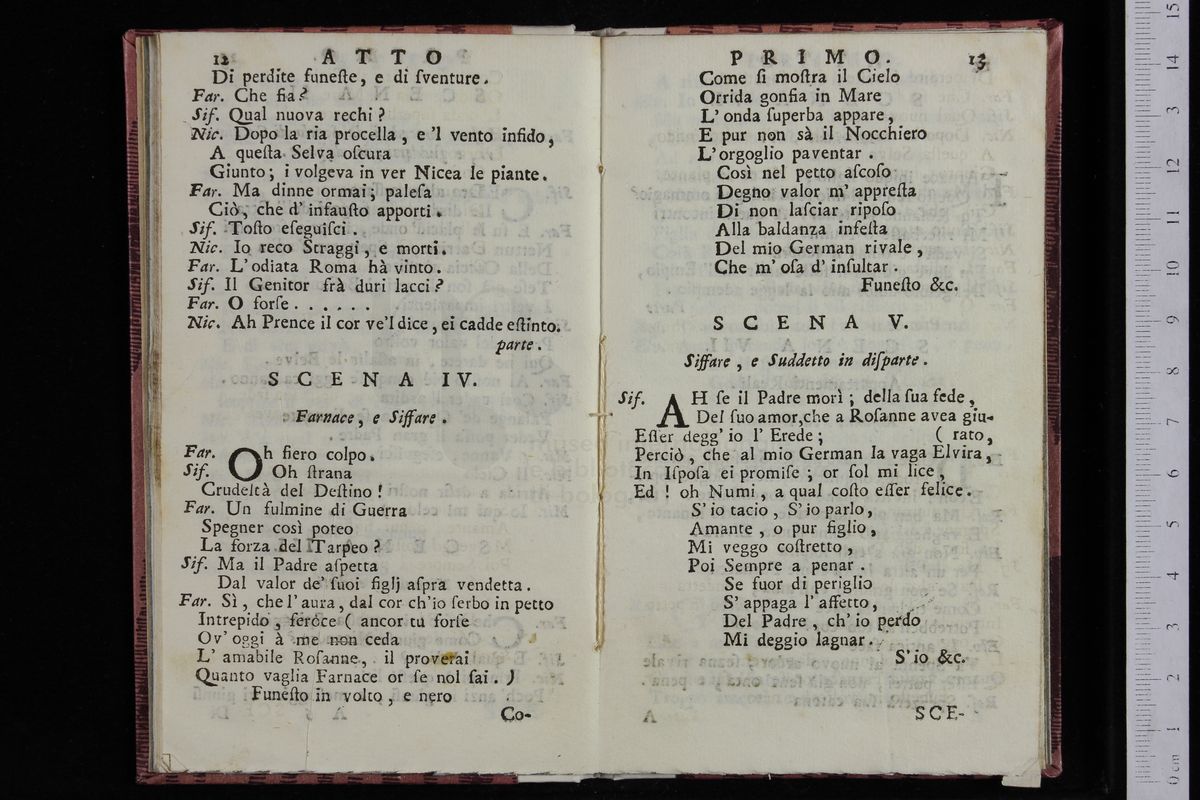 12 ATTO
Di perdite funeſte, e di ſventure.
Far. Che fia?
Sif. Qual nuova rechi?
Nic. Dopo la ria procella, e 'l vento infido,
A queſta Selva oſcura
Giunto; i volgeva in ver Nicea le piante.
Far. Ma dinne ormai; paleſa
Ciò, che d' infauſto apporti.
Sif. Toſto eſeguiſci.
Nic. Io reco Straggi, e morti.
Far. L' odiata Roma hà vinto.
Sif. Il Genitor frà duri lacci?
Far. O forſe......
Nic. Ah Prence il cor ve'l dice, ei cadde eſtinto.
parte.
SCENA IV.
Farnace, e Siffare.
Far. Oh fiero colpo.
Sif. Oh ſtrana
Crudeltà del Deſtino!
Far. Un fulmine di Guerra
Spegner così poteo
La forza del Tarpeo?
Sif. Ma il Padre aſpetta
Dal valor de' ſuoi figlj aſpra vendetta.
Far. Sì, che l' aura, dal cor ch'io ſerbo in petto
Intrepido, feroce ( ancor tu forſe
Ov' oggi à me non ceda
L' amabile Roſanne, il proverai
Quanto vaglia Farnace or ſe nol ſai. )
Funeſto in volto, e nero
Co-
PRIMO. 13
Come ſi moſtra il Cielo
Orrida gonfia in Mare
L' onda ſuperba appare,
E pur non sà il Nocchiero
L' orgoglio paventar.
Così nel petto aſcoſo
Degno valor m' appreſta
Di non laſciar ripoſo
Alla baldanza infeſta
Del mio German rivale,
Che m' oſa d' inſultar.
Funeſto &c.
SCENA V.
Siffare, e Suddetto in diſparte.
Sif. AH ſe il Padre morì; della ſua fede,
Del ſuo amor, che a Roſanne avea giu-
Eſſer degg' io l' Erede; ( rato,
Perciò, che al mio German la vaga Elvira,
In Iſpoſa ei promiſe; or ſol mi lice,
Ed! oh Numi, a qual coſto eſſer felice.
S' io tacio, S' io parlo,
Amante, o pur figlio,
Mi veggo coſtretto,
Poi Sempre a penar.
Se fuor di periglio
S' appaga l' affetto,
Del Padre, ch' io perdo
Mi deggio lagnar.
S' io &c.
SCE-